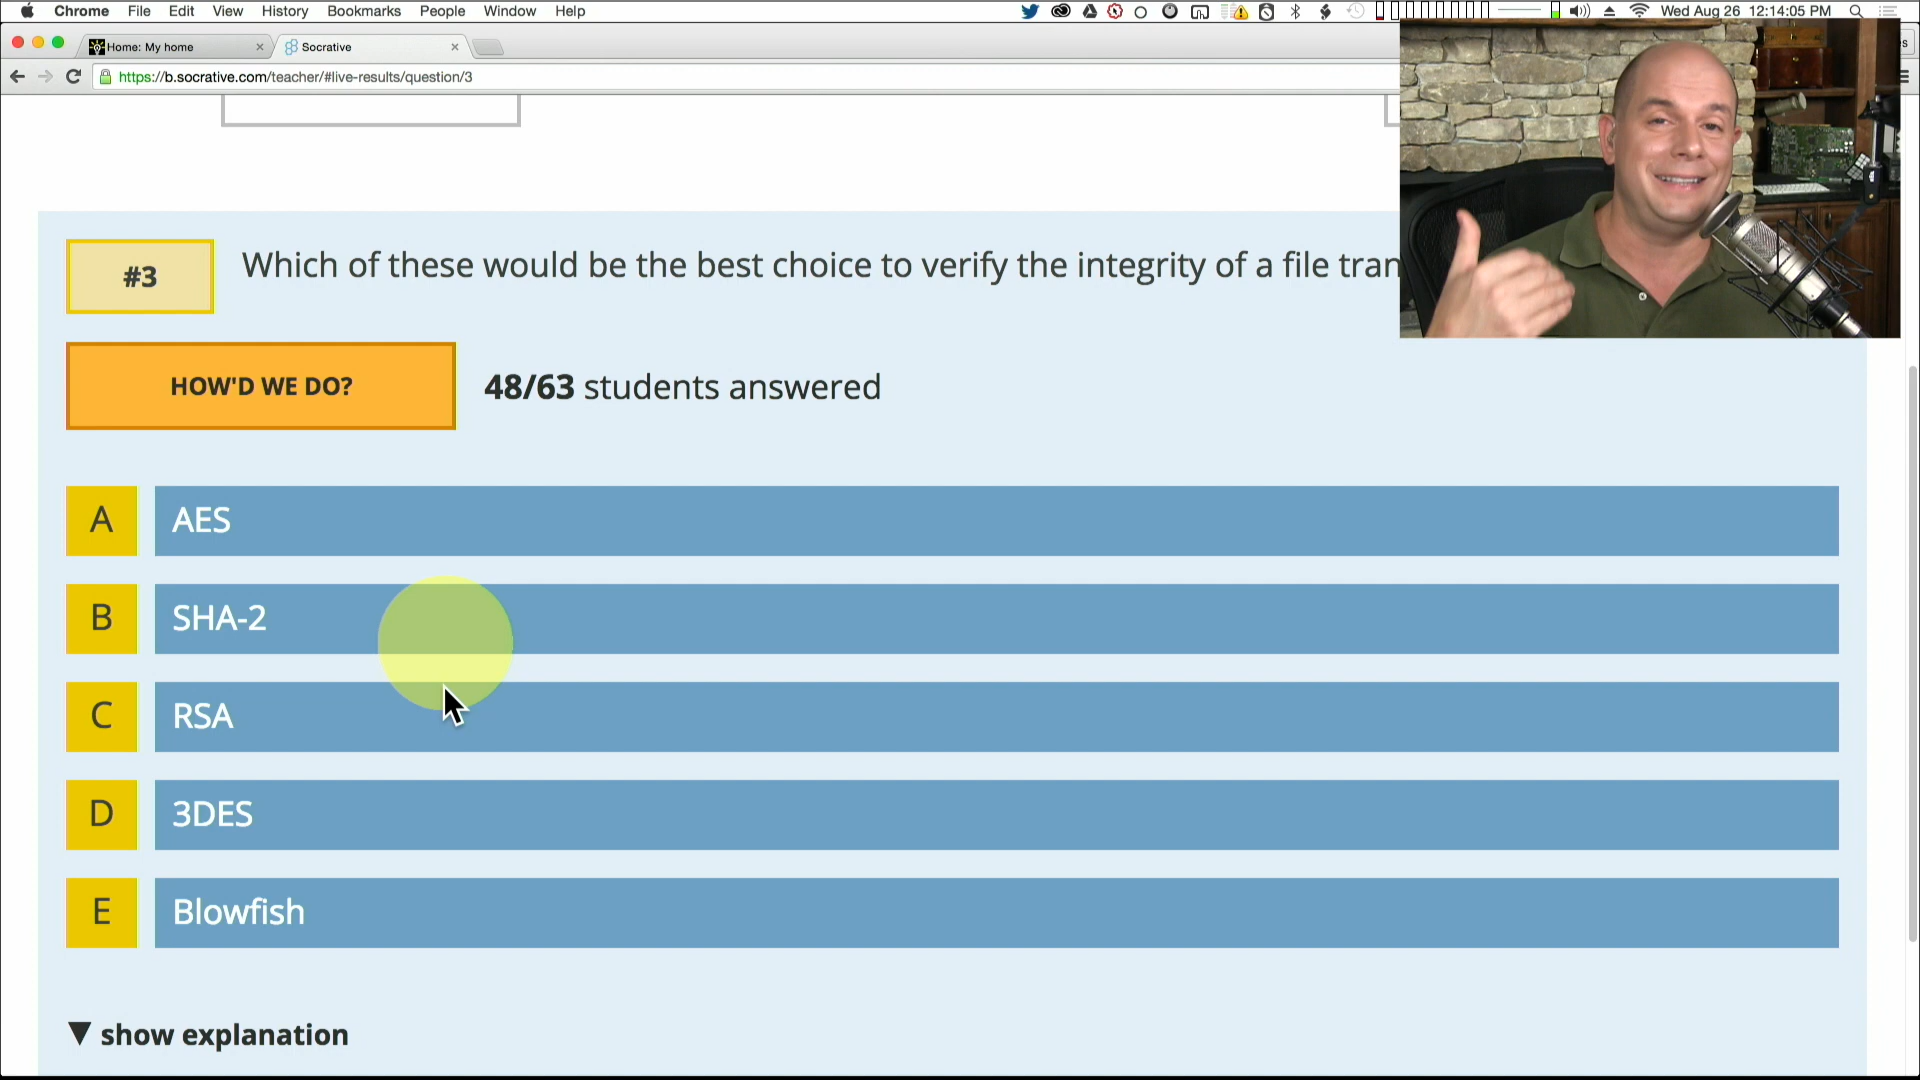 Chrome File Edit View History Bookmarks People Window Help Wed Aug 26 12:14:05 PM
Home: My home Socrative
https://b.socrative.com/teacher/#live-results/question/3
#3 Which of these would be the best choice to verify the integrity of a file tran
HOW'D WE DO? 48/63 students answered
A AES
B SHA-2
C RSA
D 3DES
E Blowfish
▼ show explanation